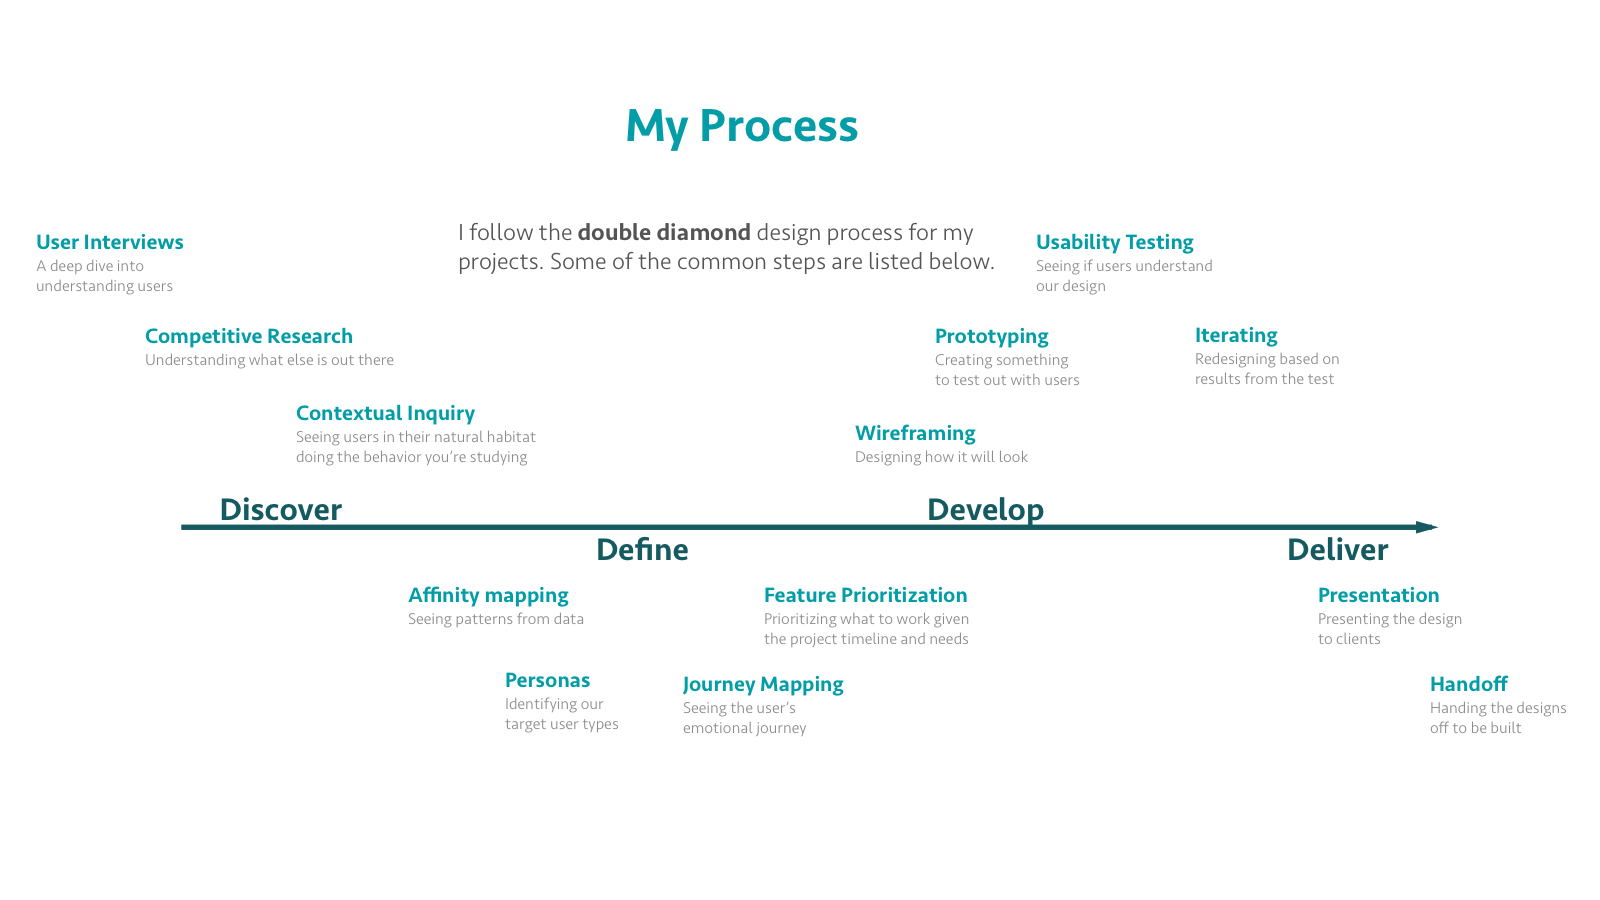 My Process
I follow the double diamond design process for my
projects. Some of the common steps are listed below.
User Interviews
A deep dive into
understanding users
Competitive Research
Understanding what else is out there
Contextual Inquiry
Seeing users in their natural habitat
doing the behavior you’re studying
Usability Testing
Seeing if users understand
our design
Prototyping
Creating something
to test out with users
Iterating
Redesigning based on
results from the test
Wireframing
Designing how it will look
Discover
Define
Develop
Deliver
Affinity mapping
Seeing patterns from data
Personas
Identifying our
target user types
Journey Mapping
Seeing the user’s
emotional journey
Feature Prioritization
Prioritizing what to work given
the project timeline and needs
Presentation
Presenting the design
to clients
Handoff
Handing the designs
off to be built